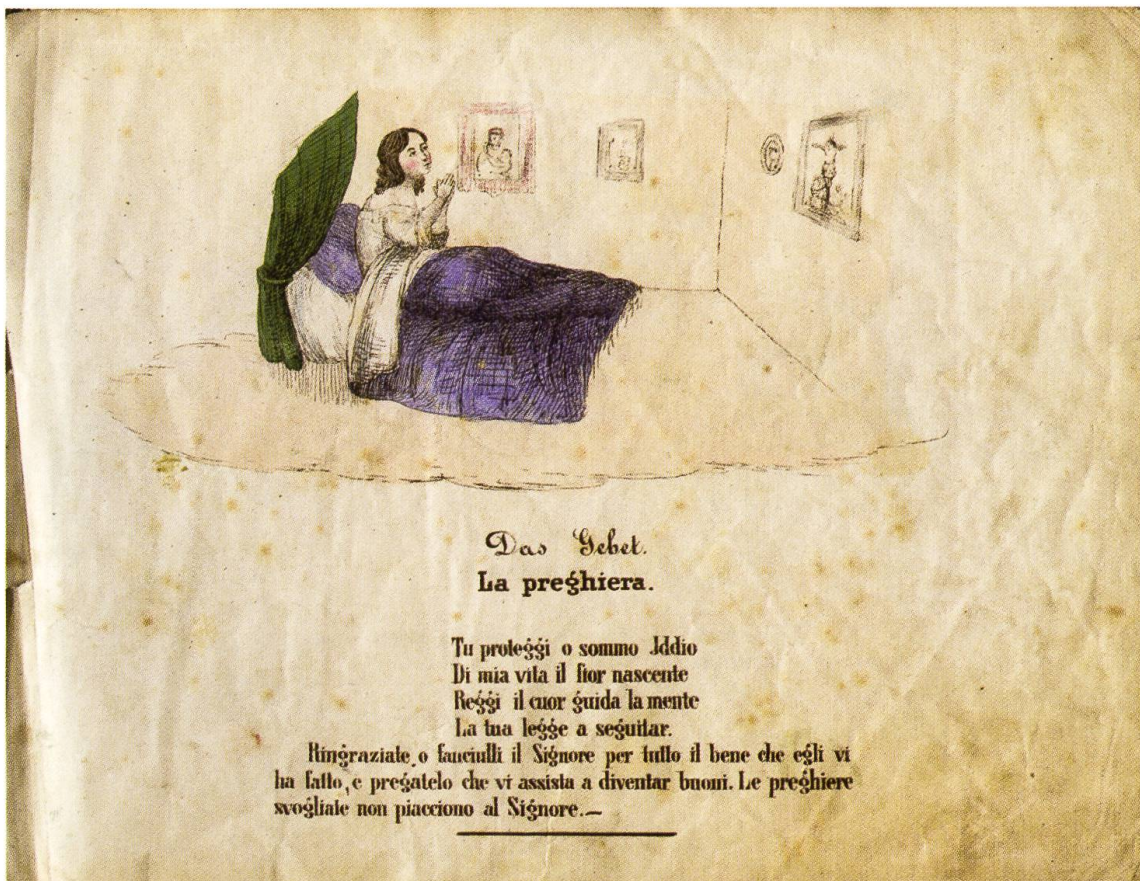 Das Gebet.
La preghiera.
Tu proteggi o sommo Iddio
Di mia vita il fior nascente
Reggi il cuor guida la mente
La tua legge a seguitar.
Ringraziate, o fanciulli il Signore per tutto il bene che egli vi
ha fatto, e pregatelo che vi assista a diventar buoni. Le preghiere
svogliate non piacciono al Signore.—